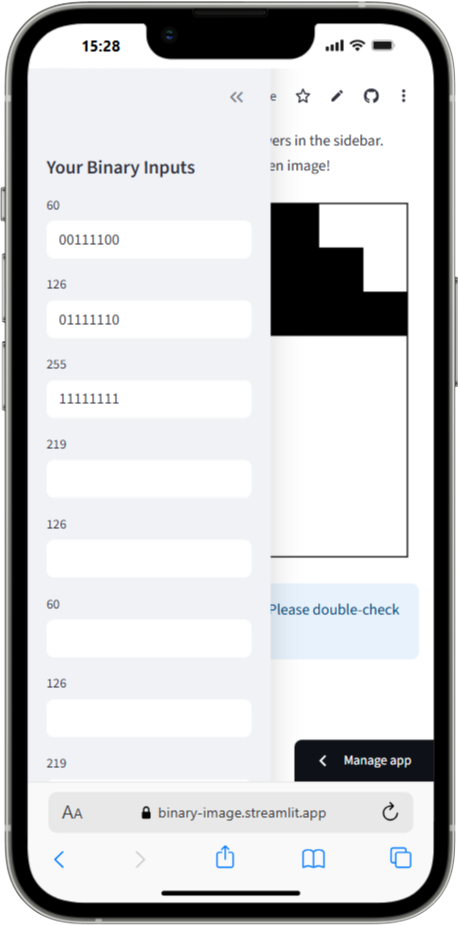 15:28
e
Your Binary Inputs
vers in the sidebar.
en image!
60
00111100
126
01111110
255
11111111
219
126
60
Please double-check
126
219
Manage app
AA
binary-image.streamlit.app